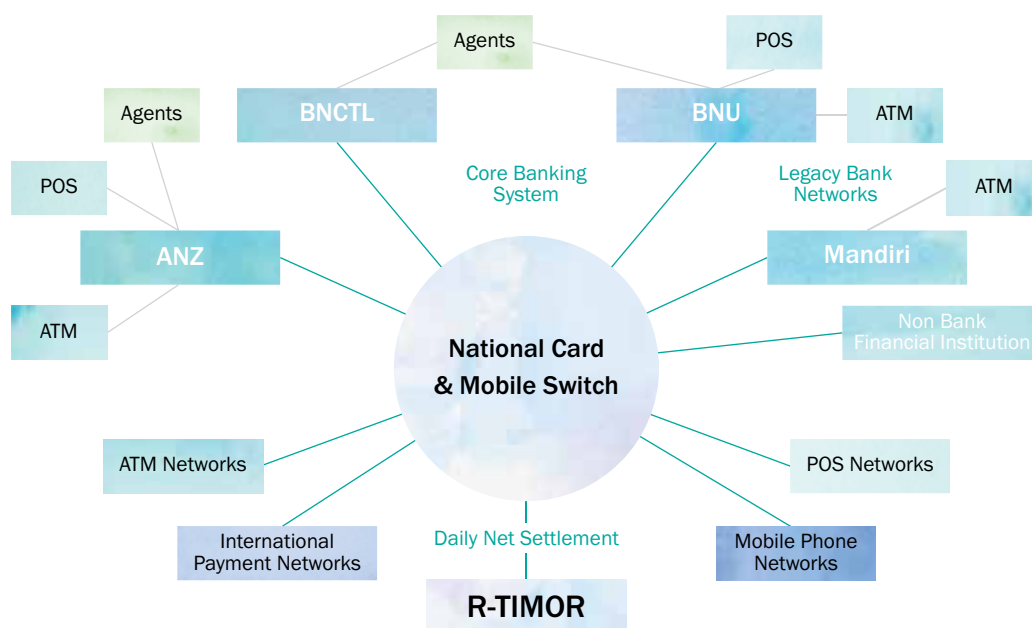 Agents
POS
Agents
BNCTL
BNU
ATM
POS
Core Banking
System
Legacy Bank
Networks
ATM
ANZ
Mandiri
ATM
Non Bank
Financial Institution
National Card
& Mobile Switch
ATM Networks
POS Networks
International
Payment Networks
Daily Net Settlement
Mobile Phone
Networks
R-TIMOR